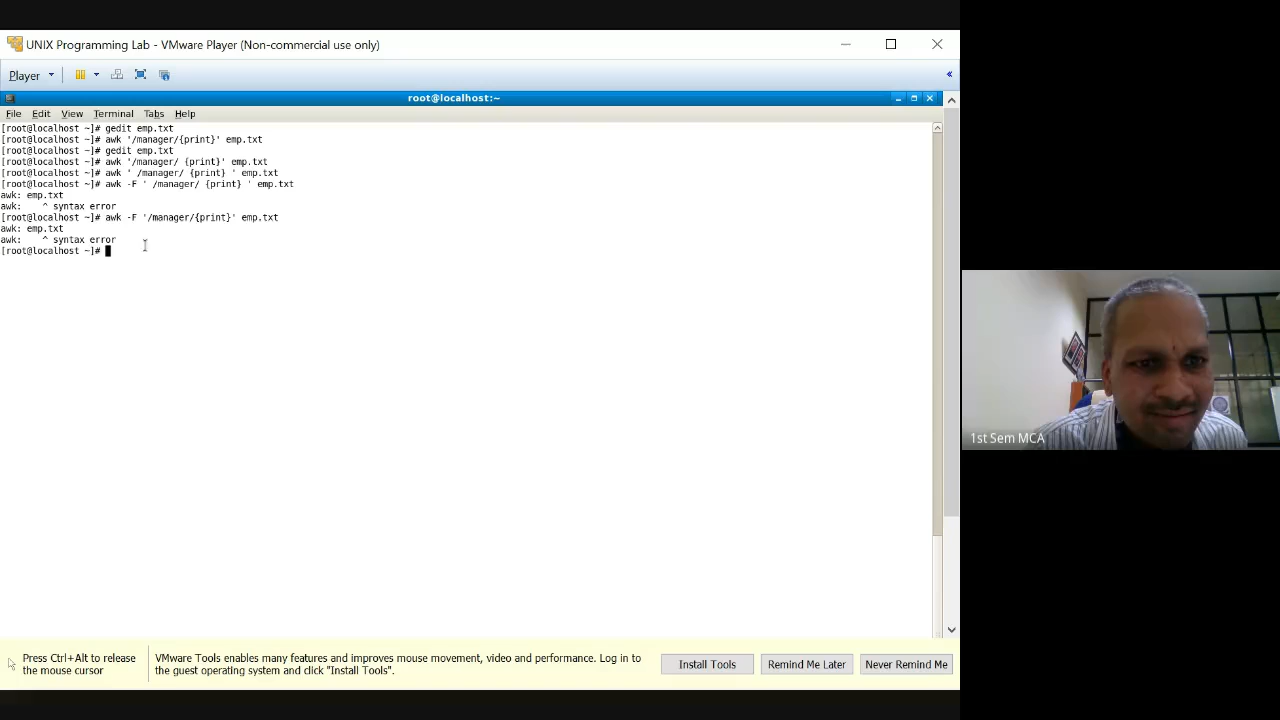 UNIX Programming Lab - VMware Player (Non-commercial use only)
Player
root@localhost:~
File Edit View Terminal Tabs Help
[root@localhost ~]# gedit emp.txt
[root@localhost ~]# awk '/manager/{print}' emp.txt
[root@localhost ~]# gedit emp.txt
[root@localhost ~]# awk '/manager/ {print}' emp.txt
[root@localhost ~]# awk ' /manager/ {print} ' emp.txt
[root@localhost ~]# awk -F ' /manager/ {print} ' emp.txt
awk: emp.txt
awk:    ^ syntax error
[root@localhost ~]# awk -F '/manager/{print}' emp.txt
awk: emp.txt
awk:    ^ syntax error
[root@localhost ~]#
1st Sem MCA
Press Ctrl+Alt to release
the mouse cursor
VMware Tools enables many features and improves mouse movement, video and performance. Log in to
the guest operating system and click "Install Tools".
Install Tools
Remind Me Later
Never Remind Me